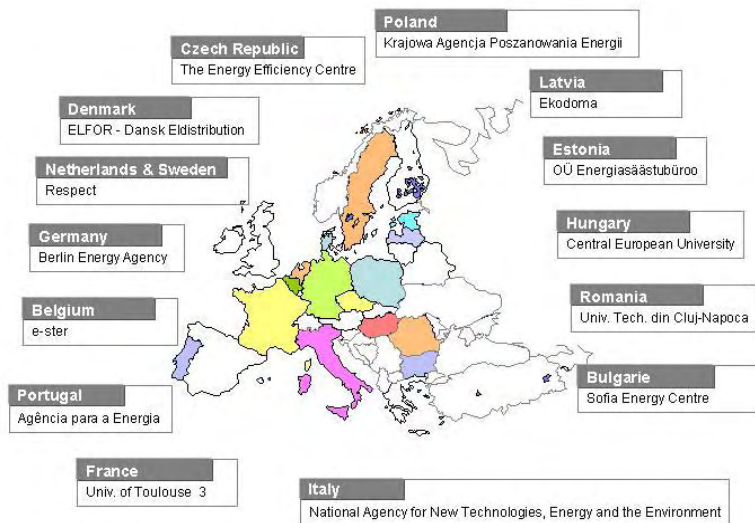 Poland
Krajowa Agencja Poszanowania Energii
Czech Republic
The Energy Efficiency Centre
Latvia
Ekodoma
Denmark
ELFOR - Dansk Eldistribution
Estonia
OÜ Energiasäästubüroo
Netherlands & Sweden
Respect
Hungary
Central European University
Germany
Berlin Energy Agency
Romania
Univ. Tech. din Cluj-Napoca
Belgium
e-ster
Bulgarie
Sofia Energy Centre
Portugal
Agência para a Energia
France
Univ. of Toulouse 3
Italy
National Agency for New Technologies, Energy and the Environment